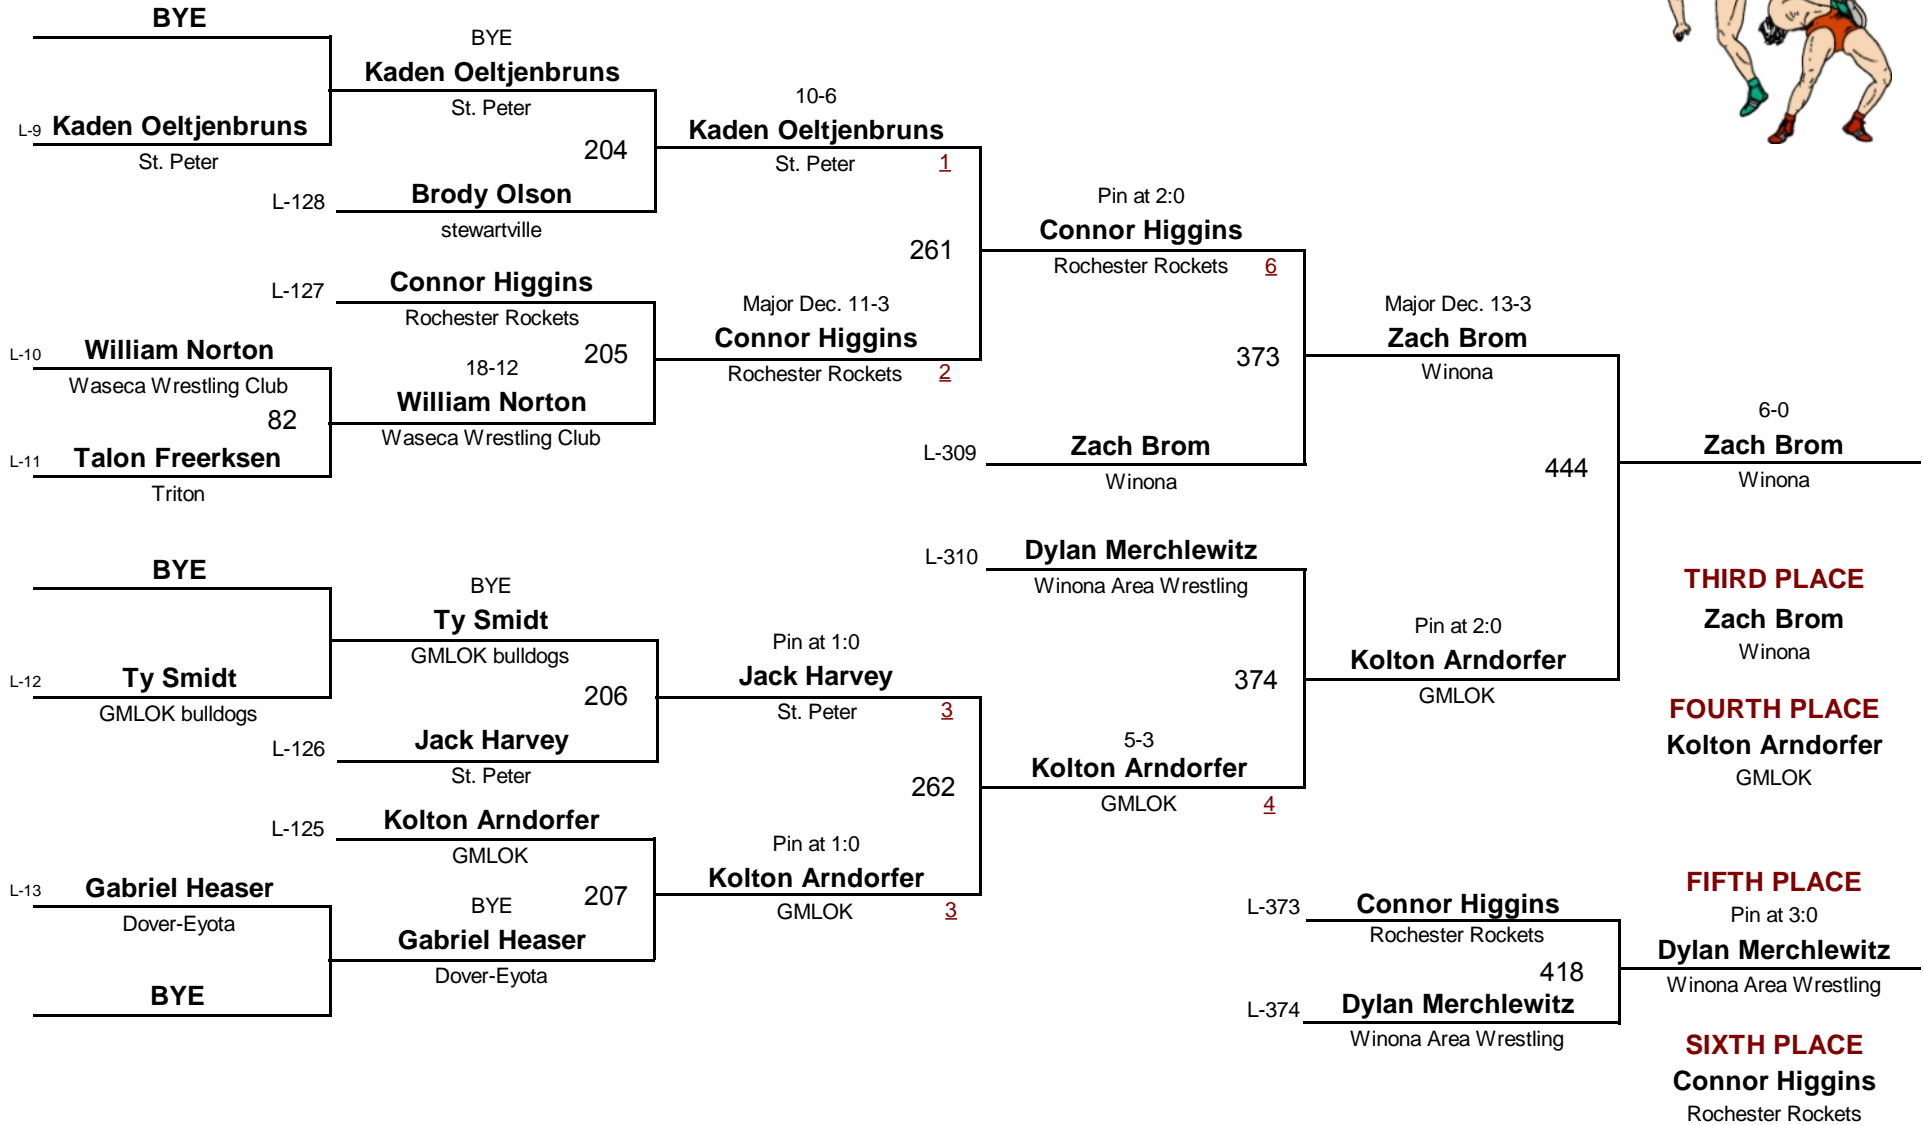 BYE
L-9 Kaden Oeltjenbruns
St. Peter
BYE
Kaden Oeltjenbruns
St. Peter
204
L-128 Brody Olson
stewartville
10-6
Kaden Oeltjenbruns
St. Peter 1
L-127 Connor Higgins
Rochester Rockets
L-10 William Norton
Waseca Wrestling Club
82
L-11 Talon Freerksen
Triton
205
18-12
William Norton
Waseca Wrestling Club
Major Dec. 11-3
Connor Higgins
Rochester Rockets 2
261
Pin at 2:0
Connor Higgins
Rochester Rockets 6
373
L-309 Zach Brom
Winona
Major Dec. 13-3
Zach Brom
Winona
444
6-0
Zach Brom
Winona
BYE
L-12 Ty Smidt
GMLOK bulldogs
BYE
Ty Smidt
GMLOK bulldogs
206
L-126 Jack Harvey
St. Peter
Pin at 1:0
Jack Harvey
St. Peter 3
L-125 Kolton Arndorfer
GMLOK
L-13 Gabriel Heaser
Dover-Eyota
BYE
207
BYE
Gabriel Heaser
Dover-Eyota
Pin at 1:0
Kolton Arndorfer
GMLOK 3
262
L-310 Dylan Merchlewitz
Winona Area Wrestling
374
5-3
Kolton Arndorfer
GMLOK 4
Pin at 2:0
Kolton Arndorfer
GMLOK
THIRD PLACE
Zach Brom
Winona
FOURTH PLACE
Kolton Arndorfer
GMLOK
L-373 Connor Higgins
Rochester Rockets
418
L-374 Dylan Merchlewitz
Winona Area Wrestling
FIFTH PLACE
Pin at 3:0
Dylan Merchlewitz
Winona Area Wrestling
SIXTH PLACE
Connor Higgins
Rochester Rockets